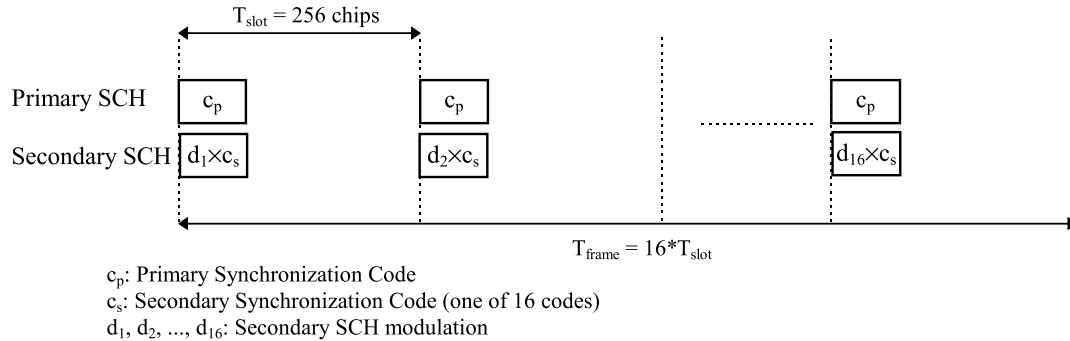 T_slot = 256 chips
Primary SCH c_p c_p c_p
Secondary SCH d_1×c_s d_2×c_s d_16×c_s
T_frame = 16*T_slot
c_p: Primary Synchronization Code
c_s: Secondary Synchronization Code (one of 16 codes)
d_1, d_2, ..., d_16: Secondary SCH modulation